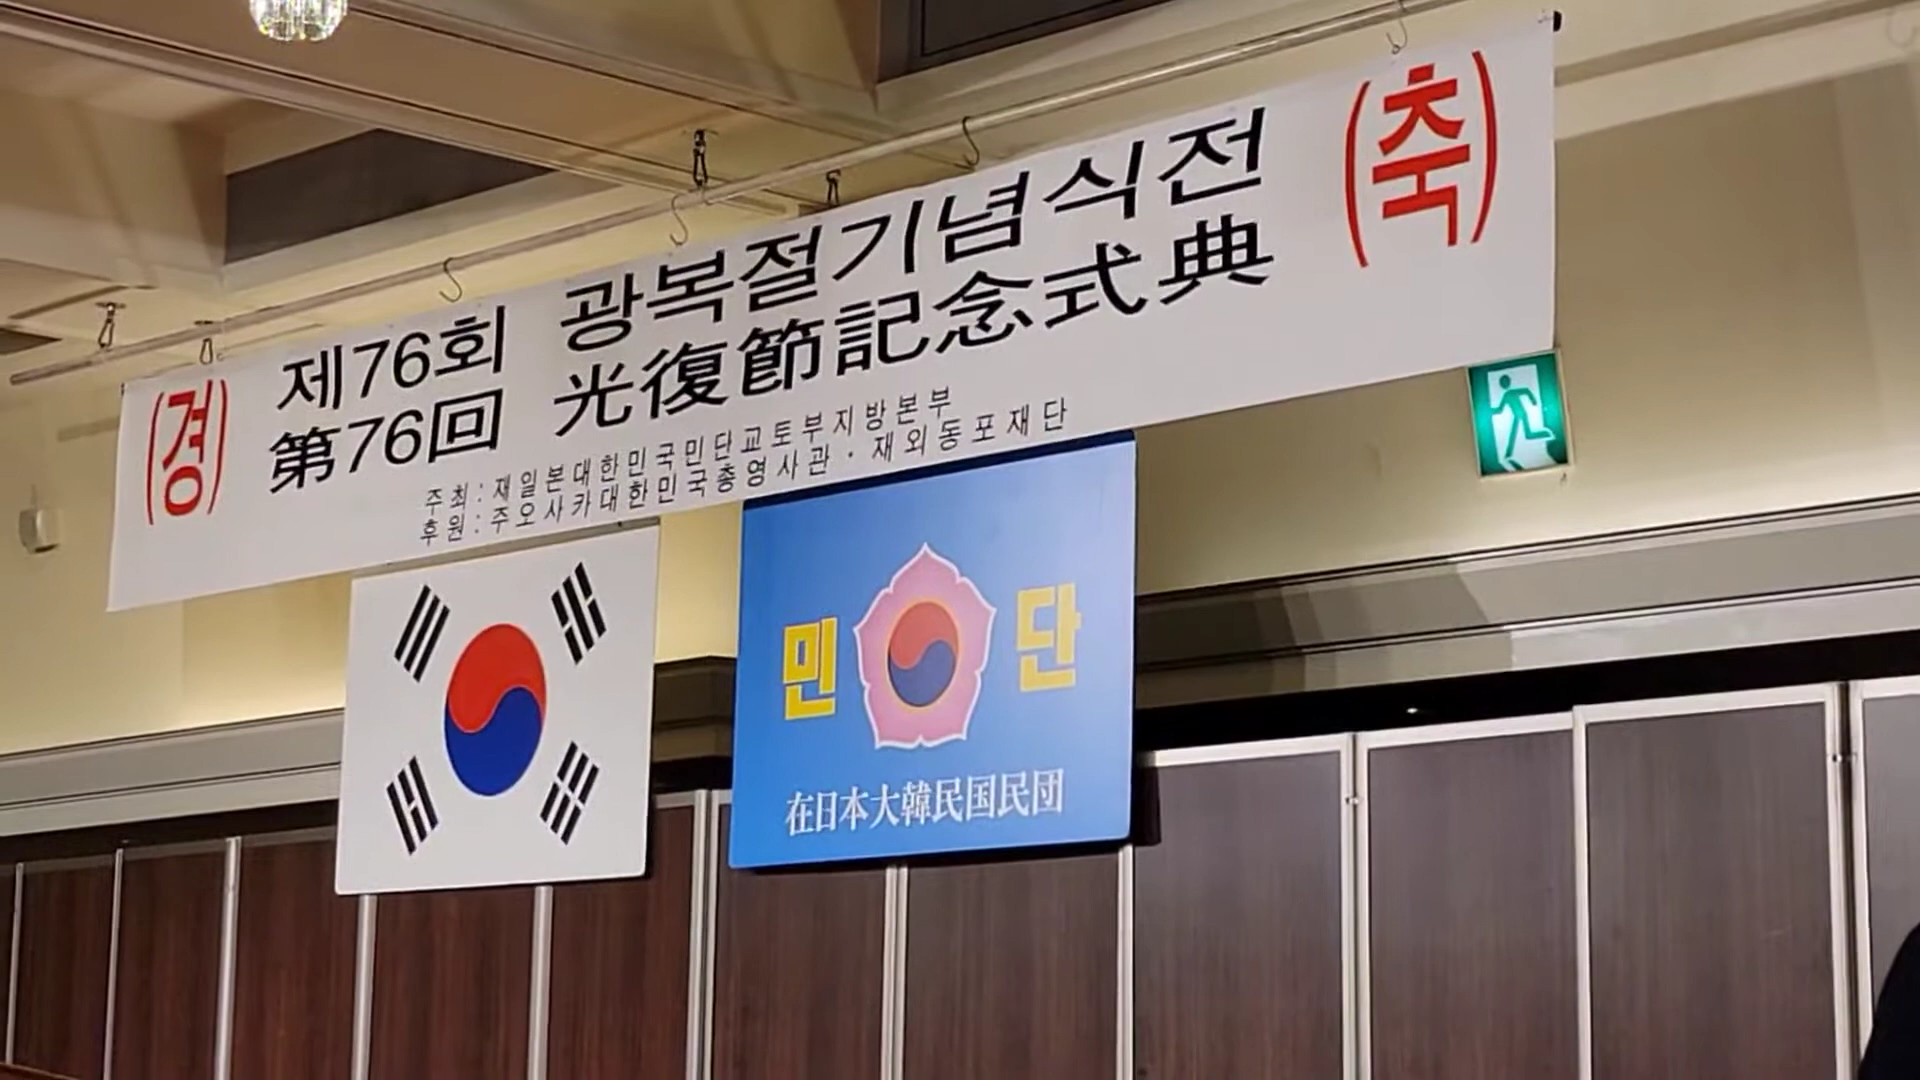 (경)
제76회 광복절기념식전
第76回 光復節記念式典
(축)
주최:재일본대한민국민단교토부지방본부
후원:주오사카대한민국총영사관·재외동포재단
민단
在日本大韓民国民団